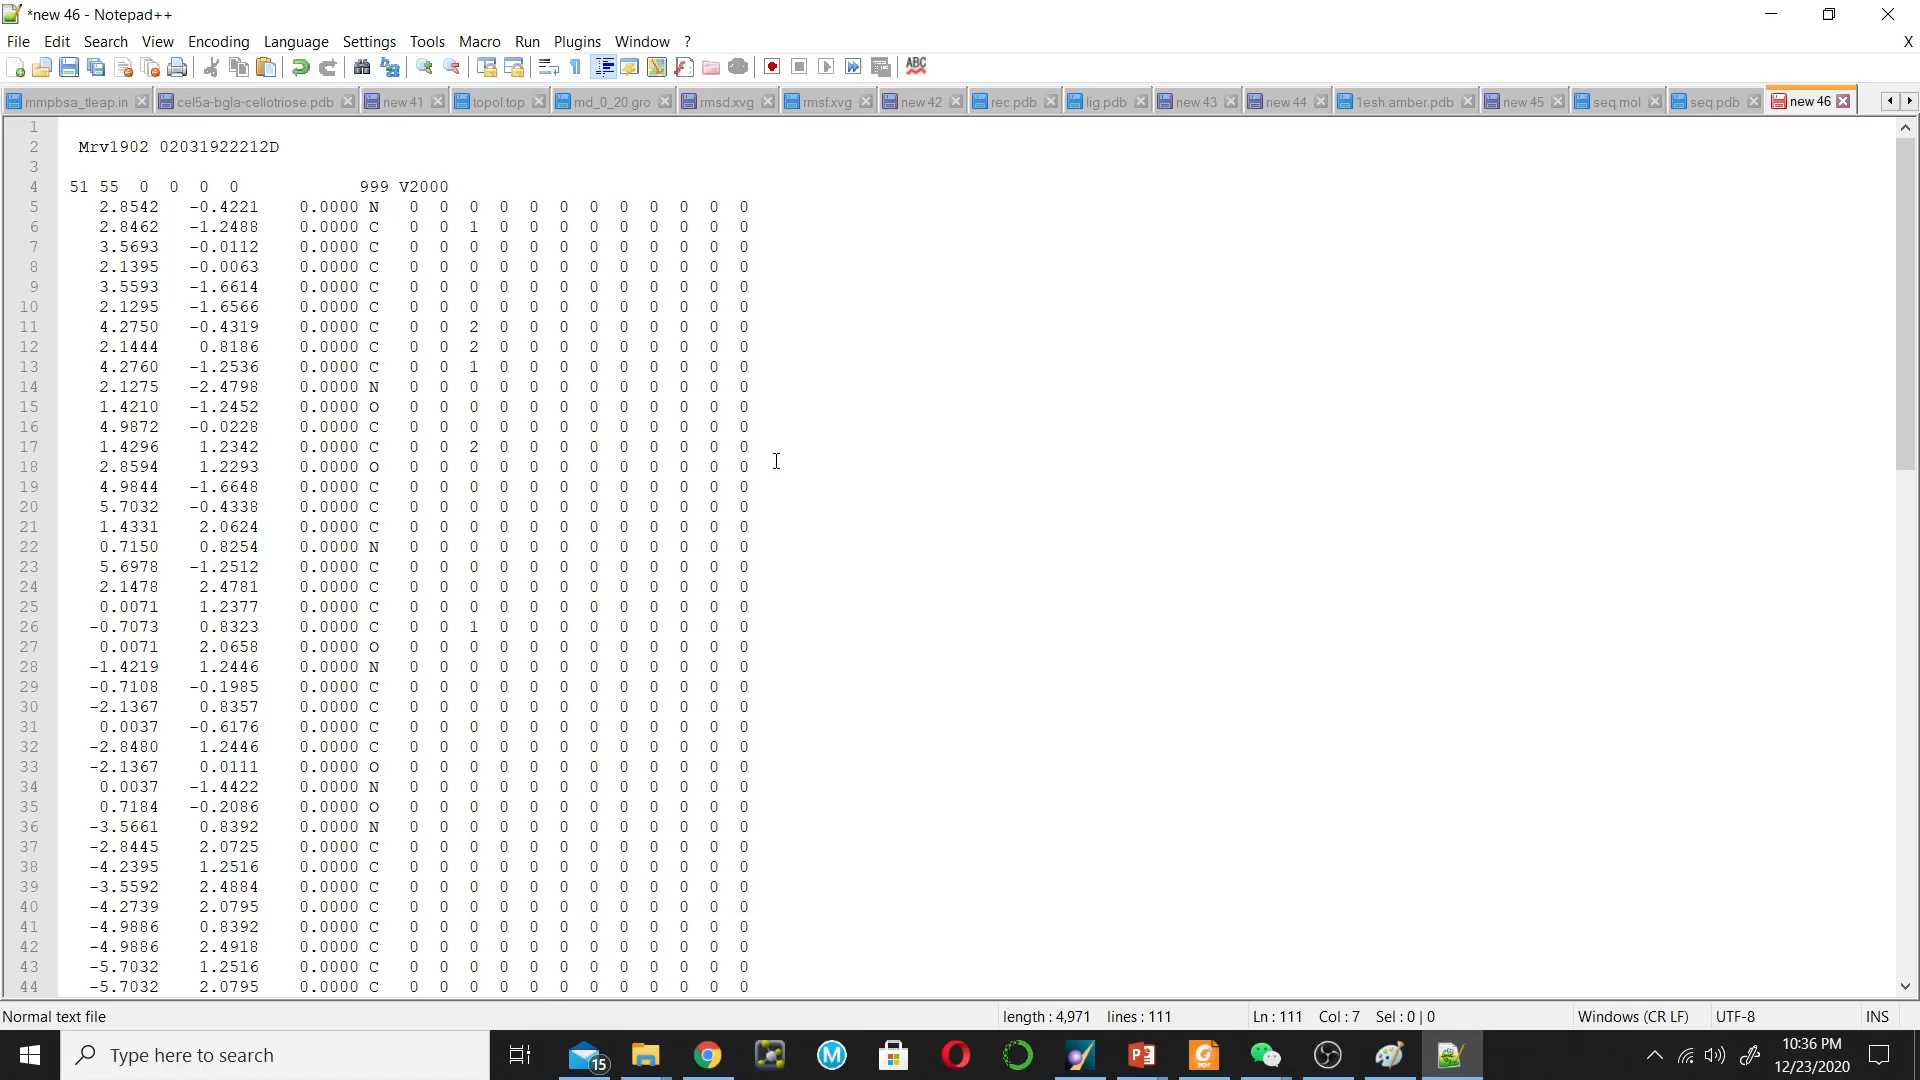 *new 46 - Notepad++
File Edit Search View Encoding Language Settings Tools Macro Run Plugins Window ? X
mmpbsa_tleap.in cel5a-bgla-cellotriose.pdb new 41 topol.top md_0_20.gro rmsd.xvg rmsf.xvg new 42 rec.pdb lig.pdb new 43 new 44 1esh.amber.pdb new 45 seq.mol seq.pdb new 46
1
2 Mrv1902 02031922212D
3
4 51 55 0 0 0 0 999 V2000
5 2.8542 -0.4221 0.0000 N 0 0 0 0 0 0 0 0 0 0 0 0
6 2.8462 -1.2488 0.0000 C 0 0 1 0 0 0 0 0 0 0 0 0
7 3.5693 -0.0112 0.0000 C 0 0 0 0 0 0 0 0 0 0 0 0
8 2.1395 -0.0063 0.0000 C 0 0 0 0 0 0 0 0 0 0 0 0
9 3.5593 -1.6614 0.0000 C 0 0 0 0 0 0 0 0 0 0 0 0
10 2.1295 -1.6566 0.0000 C 0 0 0 0 0 0 0 0 0 0 0 0
11 4.2750 -0.4319 0.0000 C 0 0 2 0 0 0 0 0 0 0 0 0
12 2.1444 0.8186 0.0000 C 0 0 2 0 0 0 0 0 0 0 0 0
13 4.2760 -1.2536 0.0000 C 0 0 1 0 0 0 0 0 0 0 0 0
14 2.1275 -2.4798 0.0000 N 0 0 0 0 0 0 0 0 0 0 0 0
15 1.4210 -1.2452 0.0000 O 0 0 0 0 0 0 0 0 0 0 0 0
16 4.9872 -0.0228 0.0000 C 0 0 0 0 0 0 0 0 0 0 0 0
17 1.4296 1.2342 0.0000 C 0 0 2 0 0 0 0 0 0 0 0 0
18 2.8594 1.2293 0.0000 O 0 0 0 0 0 0 0 0 0 0 0 0
19 4.9844 -1.6648 0.0000 C 0 0 0 0 0 0 0 0 0 0 0 0
20 5.7032 -0.4338 0.0000 C 0 0 0 0 0 0 0 0 0 0 0 0
21 1.4331 2.0624 0.0000 C 0 0 0 0 0 0 0 0 0 0 0 0
22 0.7150 0.8254 0.0000 N 0 0 0 0 0 0 0 0 0 0 0 0
23 5.6978 -1.2512 0.0000 C 0 0 0 0 0 0 0 0 0 0 0 0
24 2.1478 2.4781 0.0000 C 0 0 0 0 0 0 0 0 0 0 0 0
25 0.0071 1.2377 0.0000 C 0 0 0 0 0 0 0 0 0 0 0 0
26 -0.7073 0.8323 0.0000 C 0 0 1 0 0 0 0 0 0 0 0 0
27 0.0071 2.0658 0.0000 O 0 0 0 0 0 0 0 0 0 0 0 0
28 -1.4219 1.2446 0.0000 N 0 0 0 0 0 0 0 0 0 0 0 0
29 -0.7108 -0.1985 0.0000 C 0 0 0 0 0 0 0 0 0 0 0 0
30 -2.1367 0.8357 0.0000 C 0 0 0 0 0 0 0 0 0 0 0 0
31 0.0037 -0.6176 0.0000 C 0 0 0 0 0 0 0 0 0 0 0 0
32 -2.8480 1.2446 0.0000 C 0 0 0 0 0 0 0 0 0 0 0 0
33 -2.1367 0.0111 0.0000 O 0 0 0 0 0 0 0 0 0 0 0 0
34 0.0037 -1.4422 0.0000 N 0 0 0 0 0 0 0 0 0 0 0 0
35 0.7184 -0.2086 0.0000 O 0 0 0 0 0 0 0 0 0 0 0 0
36 -3.5661 0.8392 0.0000 N 0 0 0 0 0 0 0 0 0 0 0 0
37 -2.8445 2.0725 0.0000 C 0 0 0 0 0 0 0 0 0 0 0 0
38 -4.2395 1.2516 0.0000 C 0 0 0 0 0 0 0 0 0 0 0 0
39 -3.5592 2.4884 0.0000 C 0 0 0 0 0 0 0 0 0 0 0 0
40 -4.2739 2.0795 0.0000 C 0 0 0 0 0 0 0 0 0 0 0 0
41 -4.9886 0.8392 0.0000 C 0 0 0 0 0 0 0 0 0 0 0 0
42 -4.9886 2.4918 0.0000 C 0 0 0 0 0 0 0 0 0 0 0 0
43 -5.7032 1.2516 0.0000 C 0 0 0 0 0 0 0 0 0 0 0 0
44 -5.7032 2.0795 0.0000 C 0 0 0 0 0 0 0 0 0 0 0 0
Normal text file length : 4,971 lines : 111 Ln : 111 Col : 7 Sel : 0 | 0 Windows (CR LF) UTF-8 INS
Type here to search 15 10:36 PM
12/23/2020